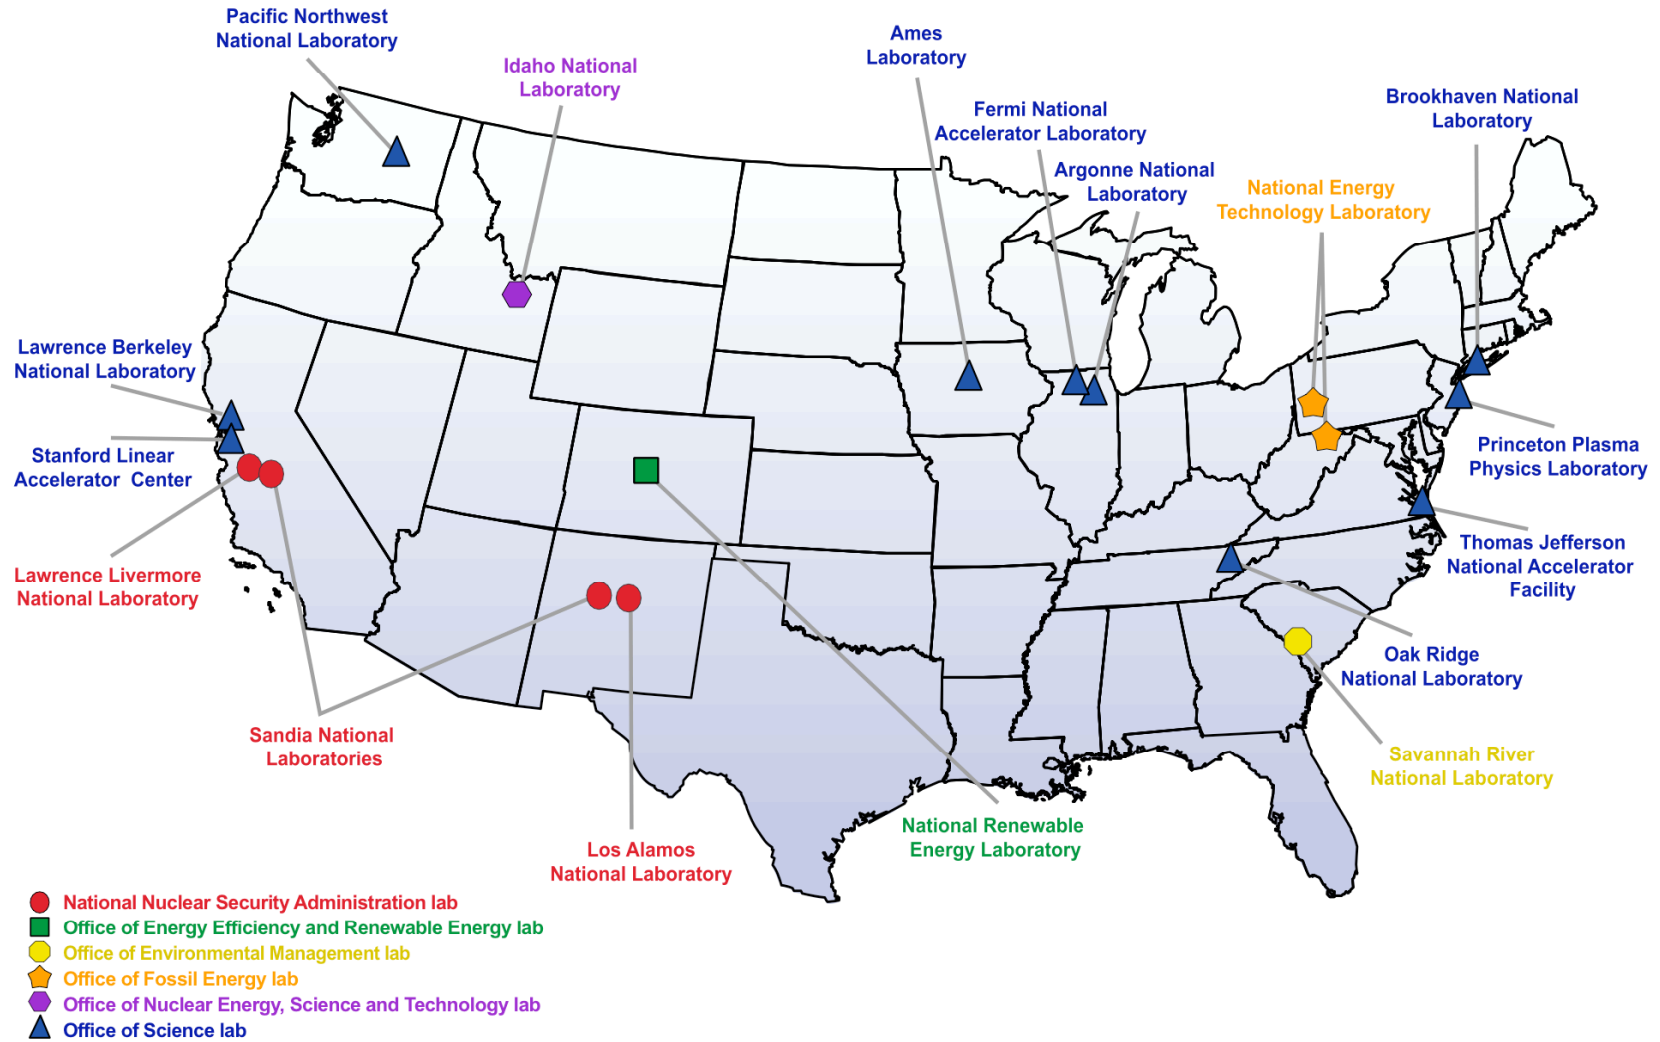 Pacific Northwest
National Laboratory
Idaho National
Laboratory
Ames
Laboratory
Fermi National
Accelerator Laboratory
Argonne National
Laboratory
Brookhaven National
Laboratory
National Energy
Technology Laboratory
Lawrence Berkeley
National Laboratory
Stanford Linear
Accelerator Center
Lawrence Livermore
National Laboratory
Sandia National
Laboratories
Los Alamos
National Laboratory
National Renewable
Energy Laboratory
Princeton Plasma
Physics Laboratory
Thomas Jefferson
National Accelerator
Facility
Oak Ridge
National Laboratory
Savannah River
National Laboratory
National Nuclear Security Administration lab
Office of Energy Efficiency and Renewable Energy lab
Office of Environmental Management lab
Office of Fossil Energy lab
Office of Nuclear Energy, Science and Technology lab
Office of Science lab